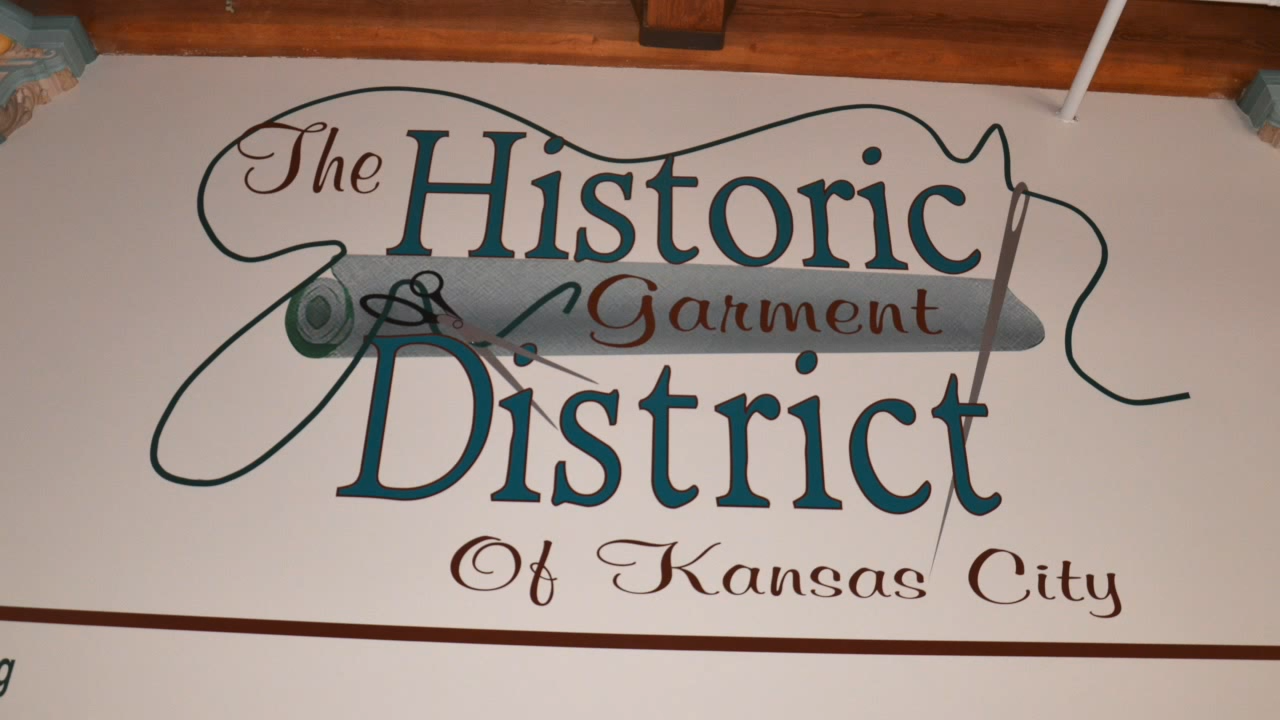 The Historic
Garment
District
Of Kansas City
g